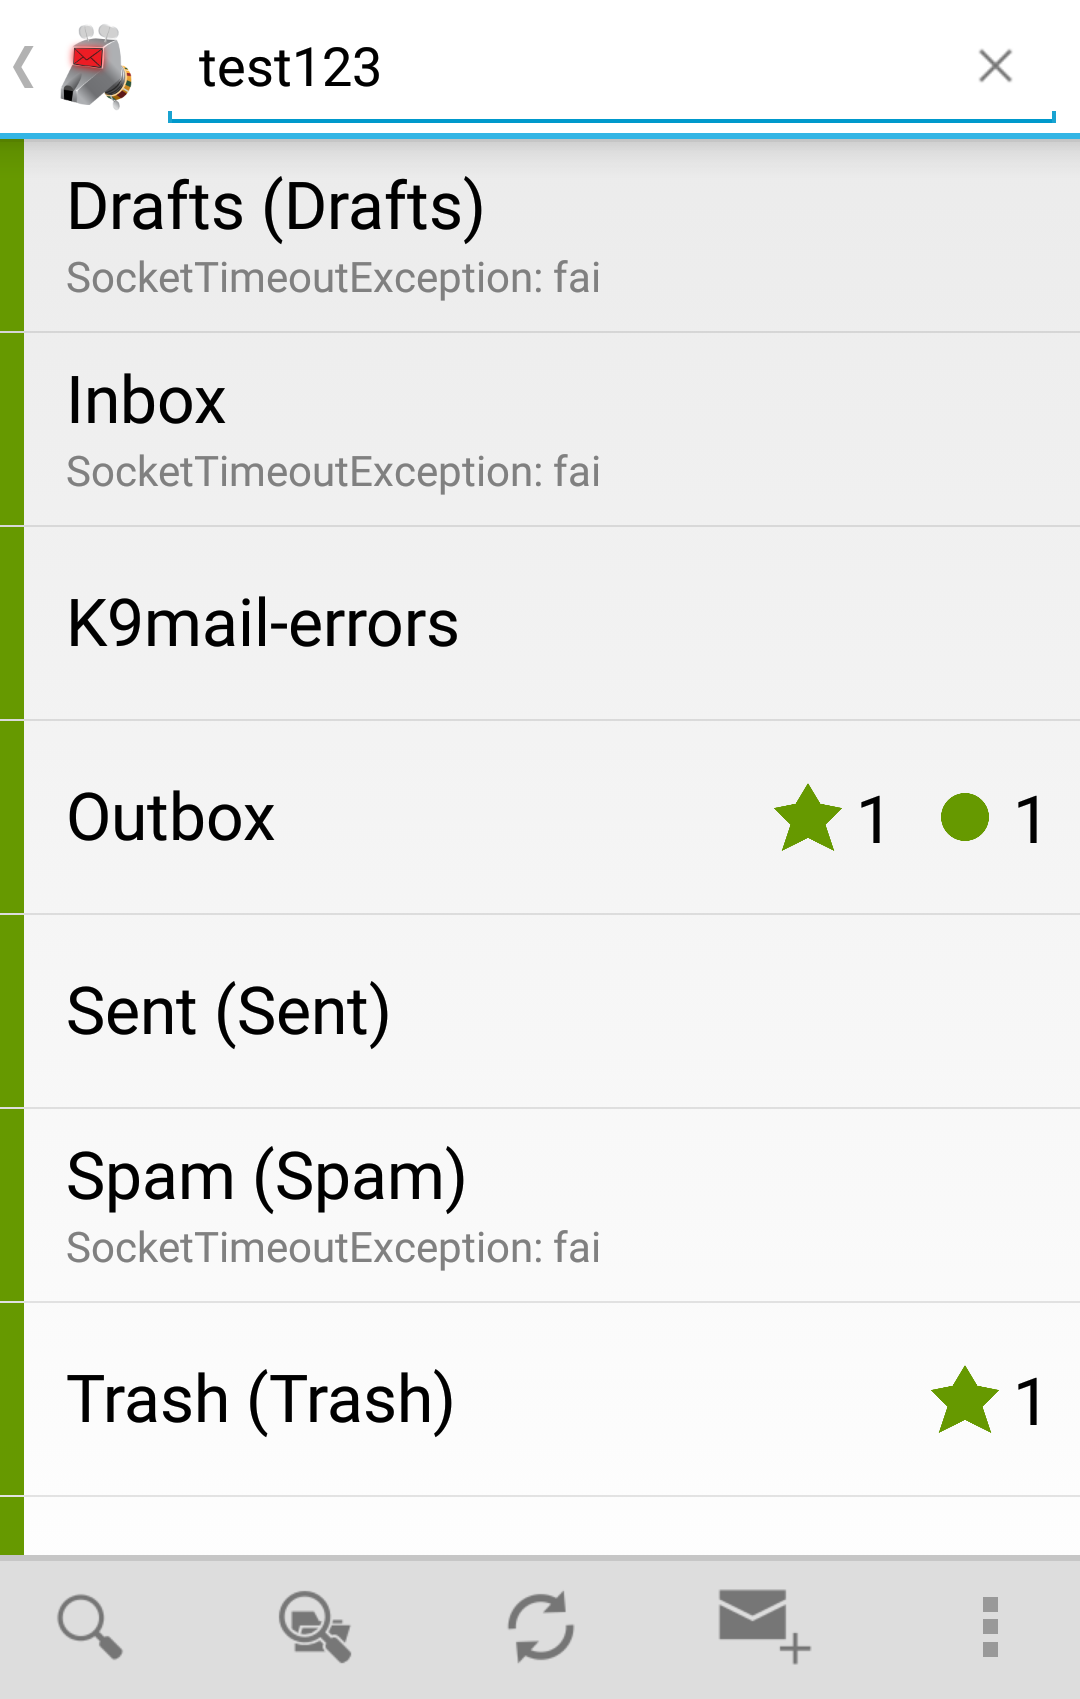 test123
Drafts (Drafts)
SocketTimeoutException: fai
Inbox
SocketTimeoutException: fai
K9mail-errors
Outbox 1 1
Sent (Sent)
Spam (Spam)
SocketTimeoutException: fai
Trash (Trash) 1